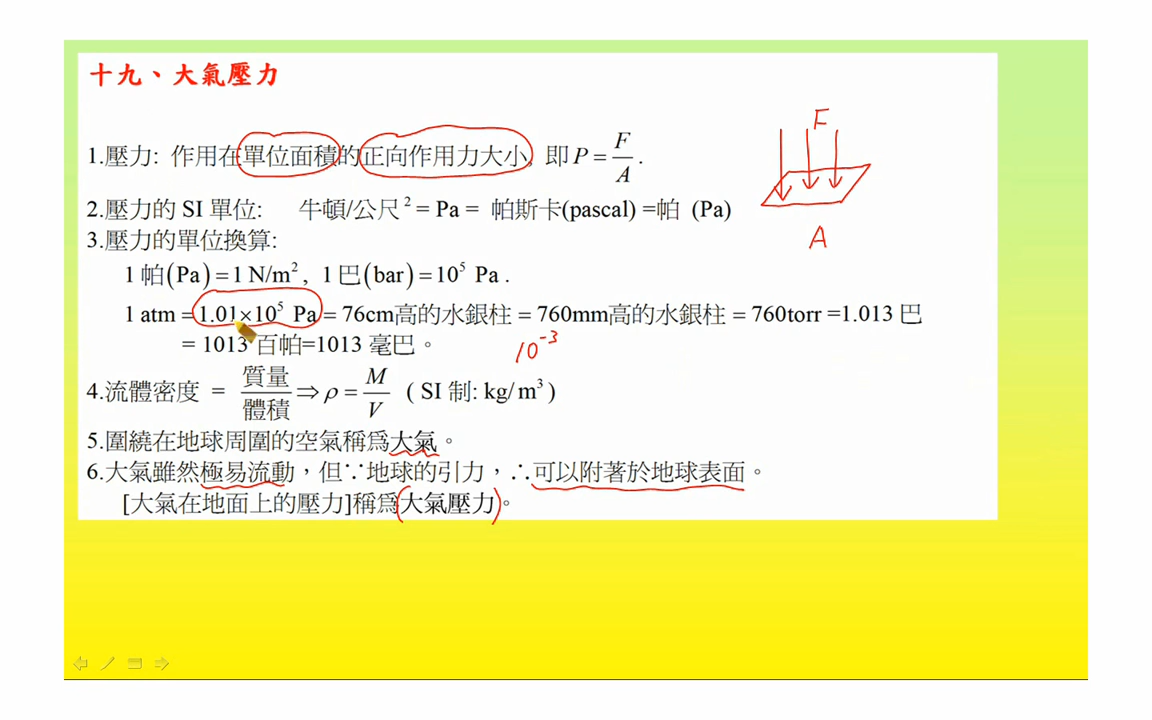 十九、大氣壓力
F
1.壓力: 作用在單位面積的正向作用力大小, 即 P = F/A .
2.壓力的 SI 單位: 牛頓/公尺² = Pa = 帕斯卡(pascal) =帕 (Pa)
A
3.壓力的單位換算:
1 帕(Pa) = 1 N/m², 1 巴(bar) = 10⁵ Pa .
1 atm = 1.01×10⁵ Pa = 76cm高的水銀柱 = 760mm高的水銀柱 = 760torr =1.013 巴
= 1013 百帕=1013 毫巴。
10⁻³
4.流體密度 = 質量/體積 ⇒ ρ = M/V ( SI 制: kg/m³ )
5.圍繞在地球周圍的空氣稱為大氣。
6.大氣雖然極易流動，但∵地球的引力，∴可以附著於地球表面。
[大氣在地面上的壓力]稱為(大氣壓力)。